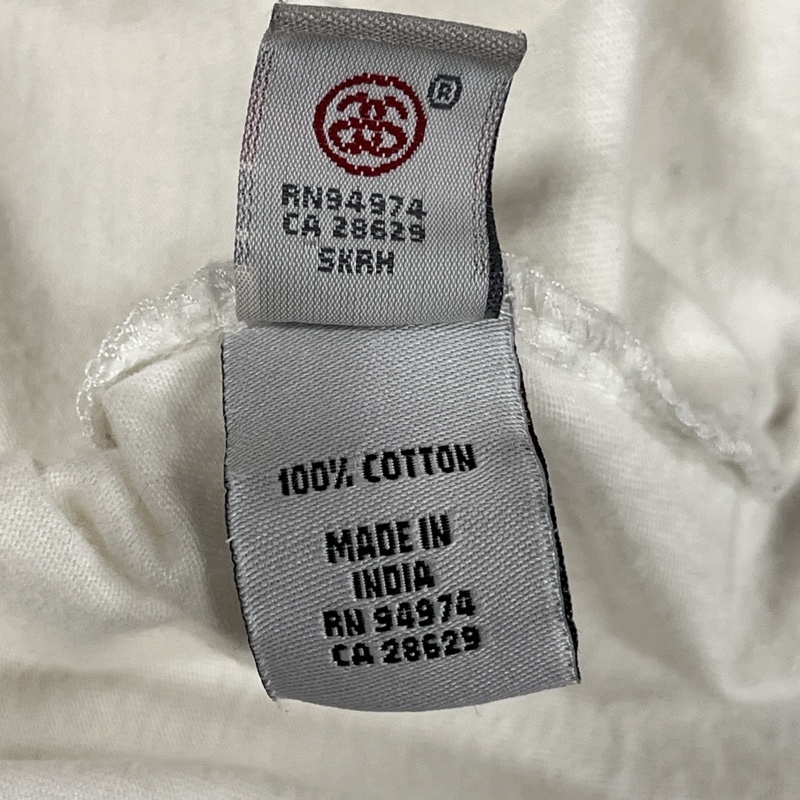 ®
RN94974
CA 28629
SKRH
100% COTTON
MADE IN
INDIA
RN 94974
CA 28629